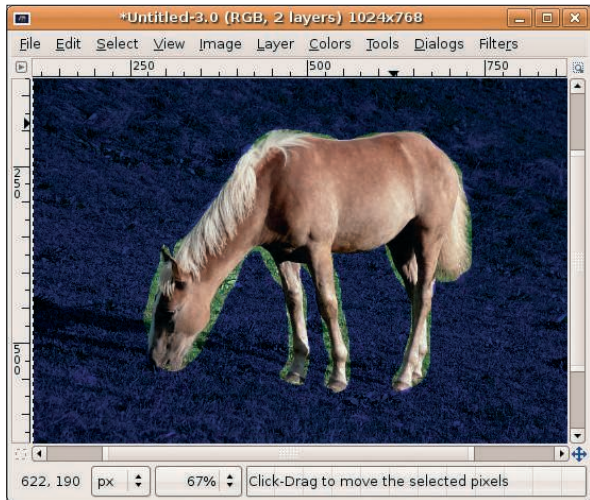 *Untitled-3.0 (RGB, 2 layers) 1024x768
File Edit Select View Image Layer Colors Tools Dialogs Filters
250 500 750
250
500
622, 190 px 67% Click-Drag to move the selected pixels